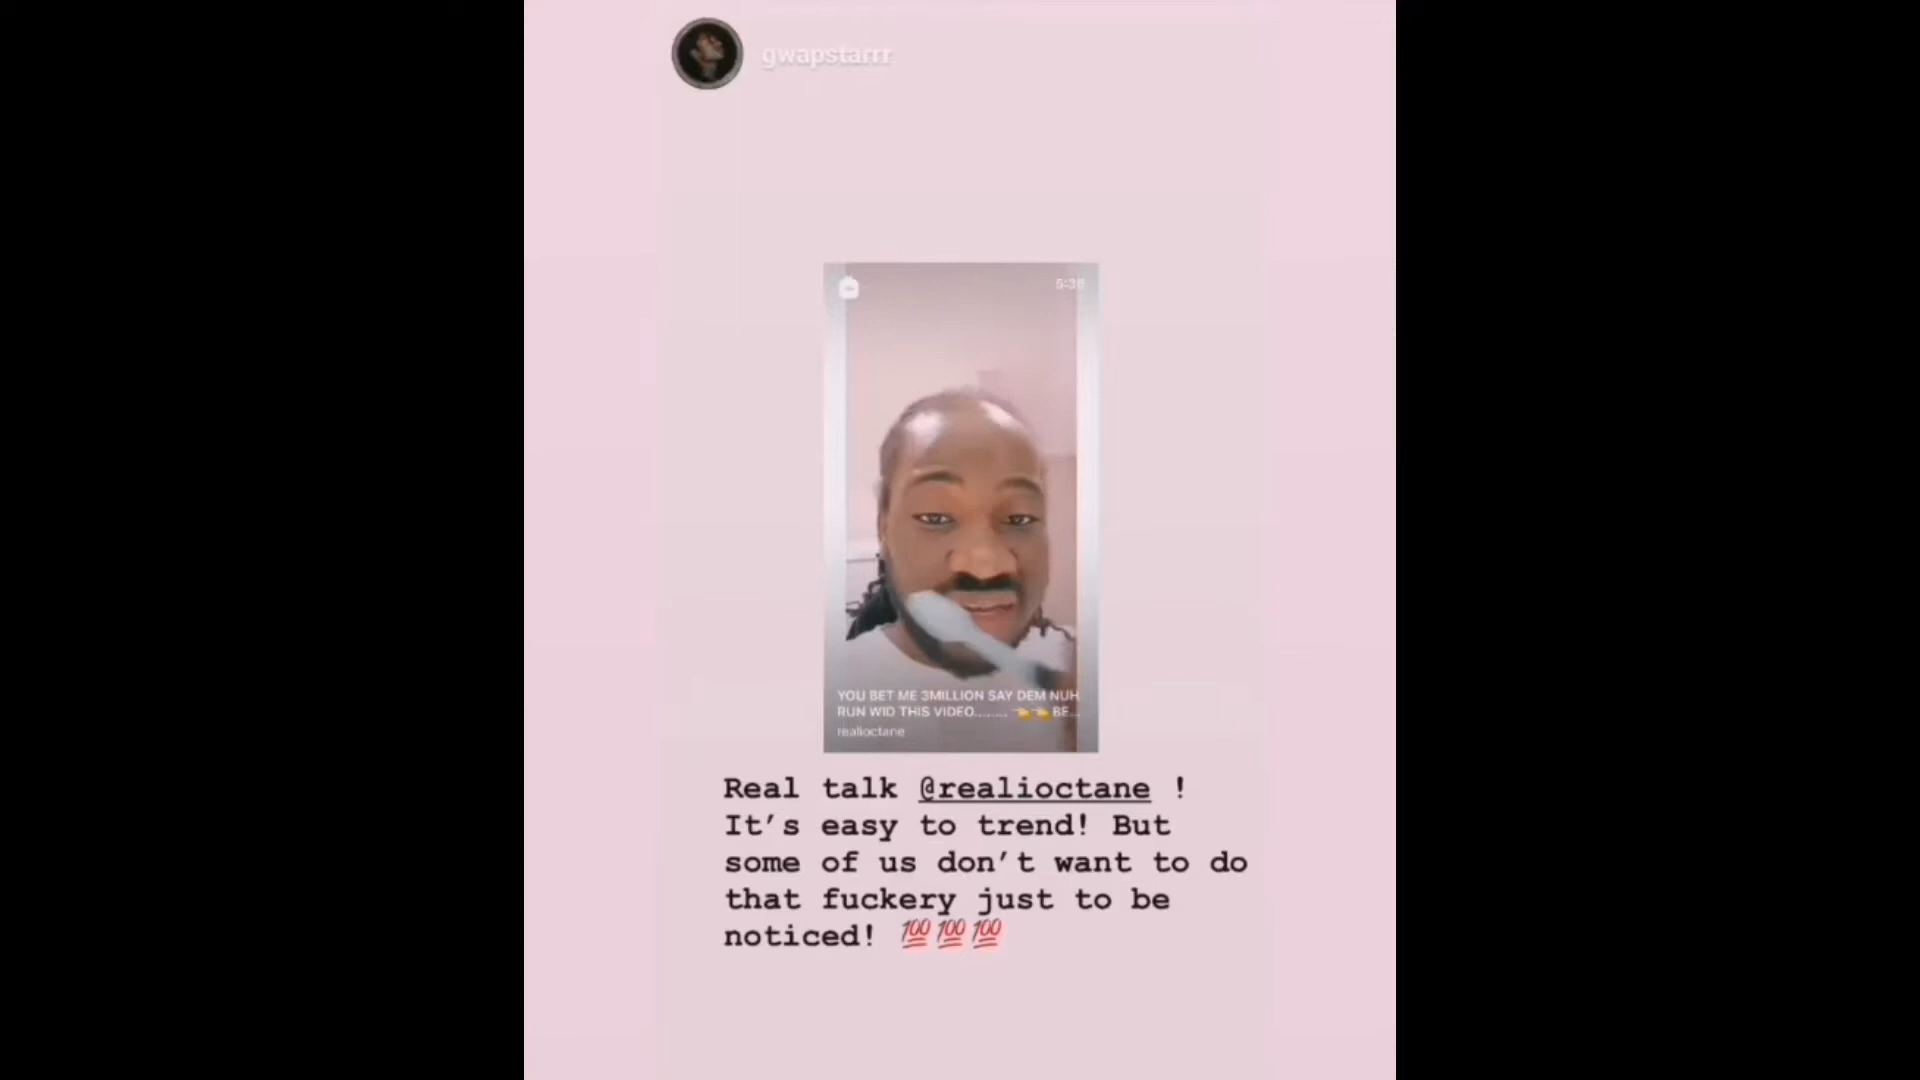 gwapstarrr
5:38
YOU BET ME 3MILLION SAY DEM NUH
RUN WID THIS VIDEO........ 👈👈 BE...
realioctane
Real talk @realioctane !
It’s easy to trend! But
some of us don’t want to do
that fuckery just to be
noticed! 💯💯💯